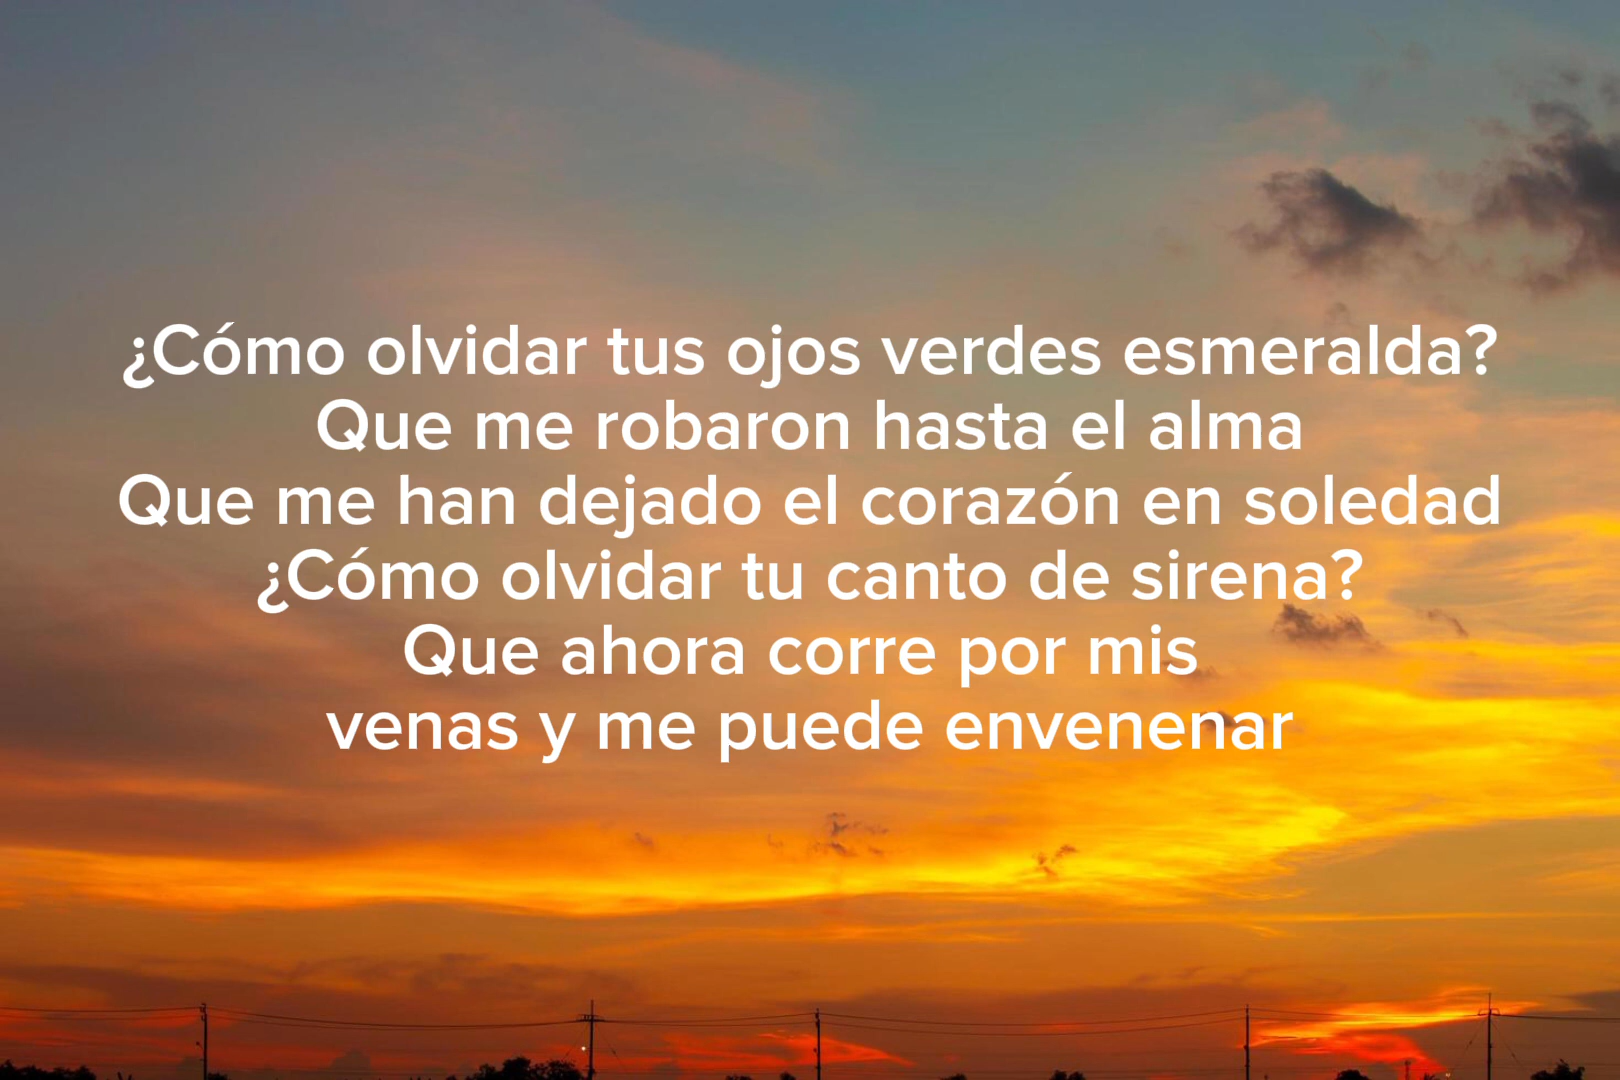 ¿Cómo olvidar tus ojos verdes esmeralda?
Que me robaron hasta el alma
Que me han dejado el corazón en soledad
¿Cómo olvidar tu canto de sirena?
Que ahora corre por mis
venas y me puede envenenar